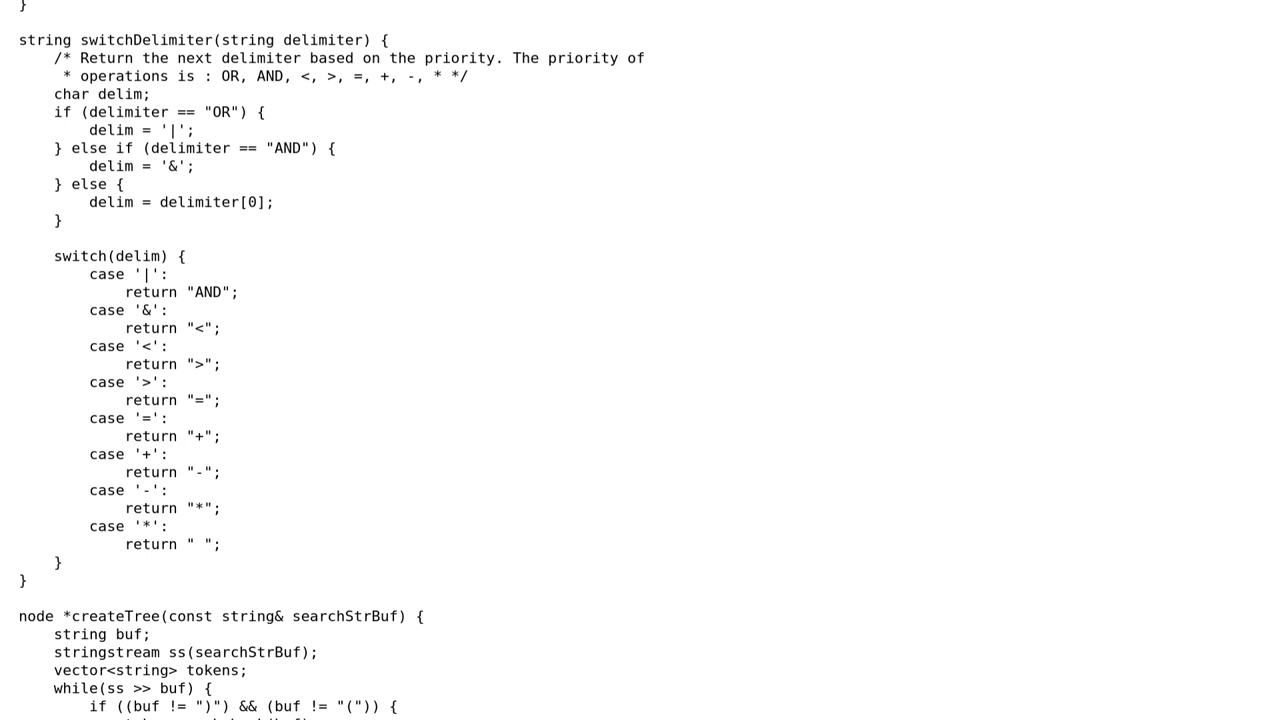 }
string switchDelimiter(string delimiter) {
/* Return the next delimiter based on the priority. The priority of
* operations is : OR, AND, <, >, =, +, -, * */
char delim;
if (delimiter == "OR") {
delim = '|';
} else if (delimiter == "AND") {
delim = '&';
} else {
delim = delimiter[0];
}
switch(delim) {
case '|':
return "AND";
case '&':
return "<";
case '<':
return ">";
case '>':
return "=";
case '=':
return "+";
case '+':
return "-";
case '-':
return "*";
case '*':
return " ";
}
}
node *createTree(const string& searchStrBuf) {
string buf;
stringstream ss(searchStrBuf);
vector<string> tokens;
while(ss >> buf) {
if ((buf != ")") && (buf != "(")) {